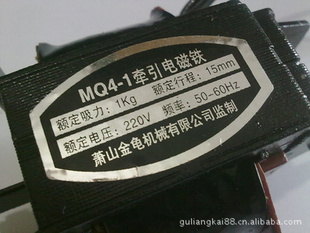 MQ4-1牵引电磁铁
额定吸力：1Kg 额定行程：15mm
额定电压：220V 频率：50-60Hz
萧山金龟机械有限公司监制
guliangkai88.cn.alibaba.com